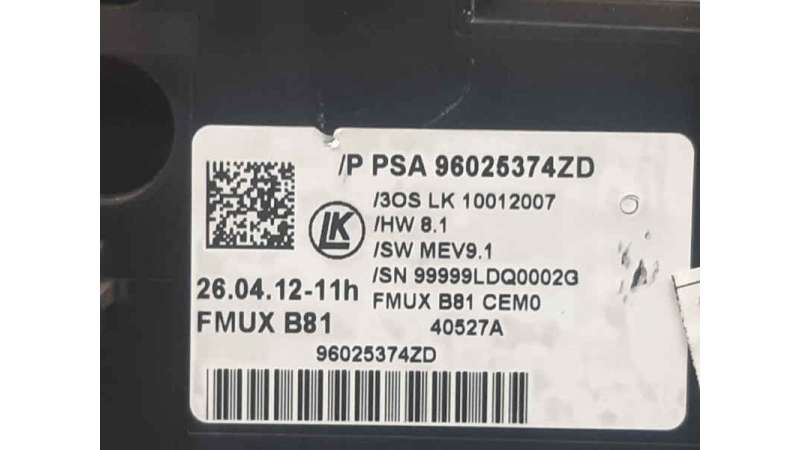 /P PSA 96025374ZD
/3OS LK 10012007
LK
/HW 8.1
/SW MEV9.1
/SN 99999LDQ0002G
26.04.12-11h
FMUX B81 CEM0
FMUX B81
40527A
96025374ZD